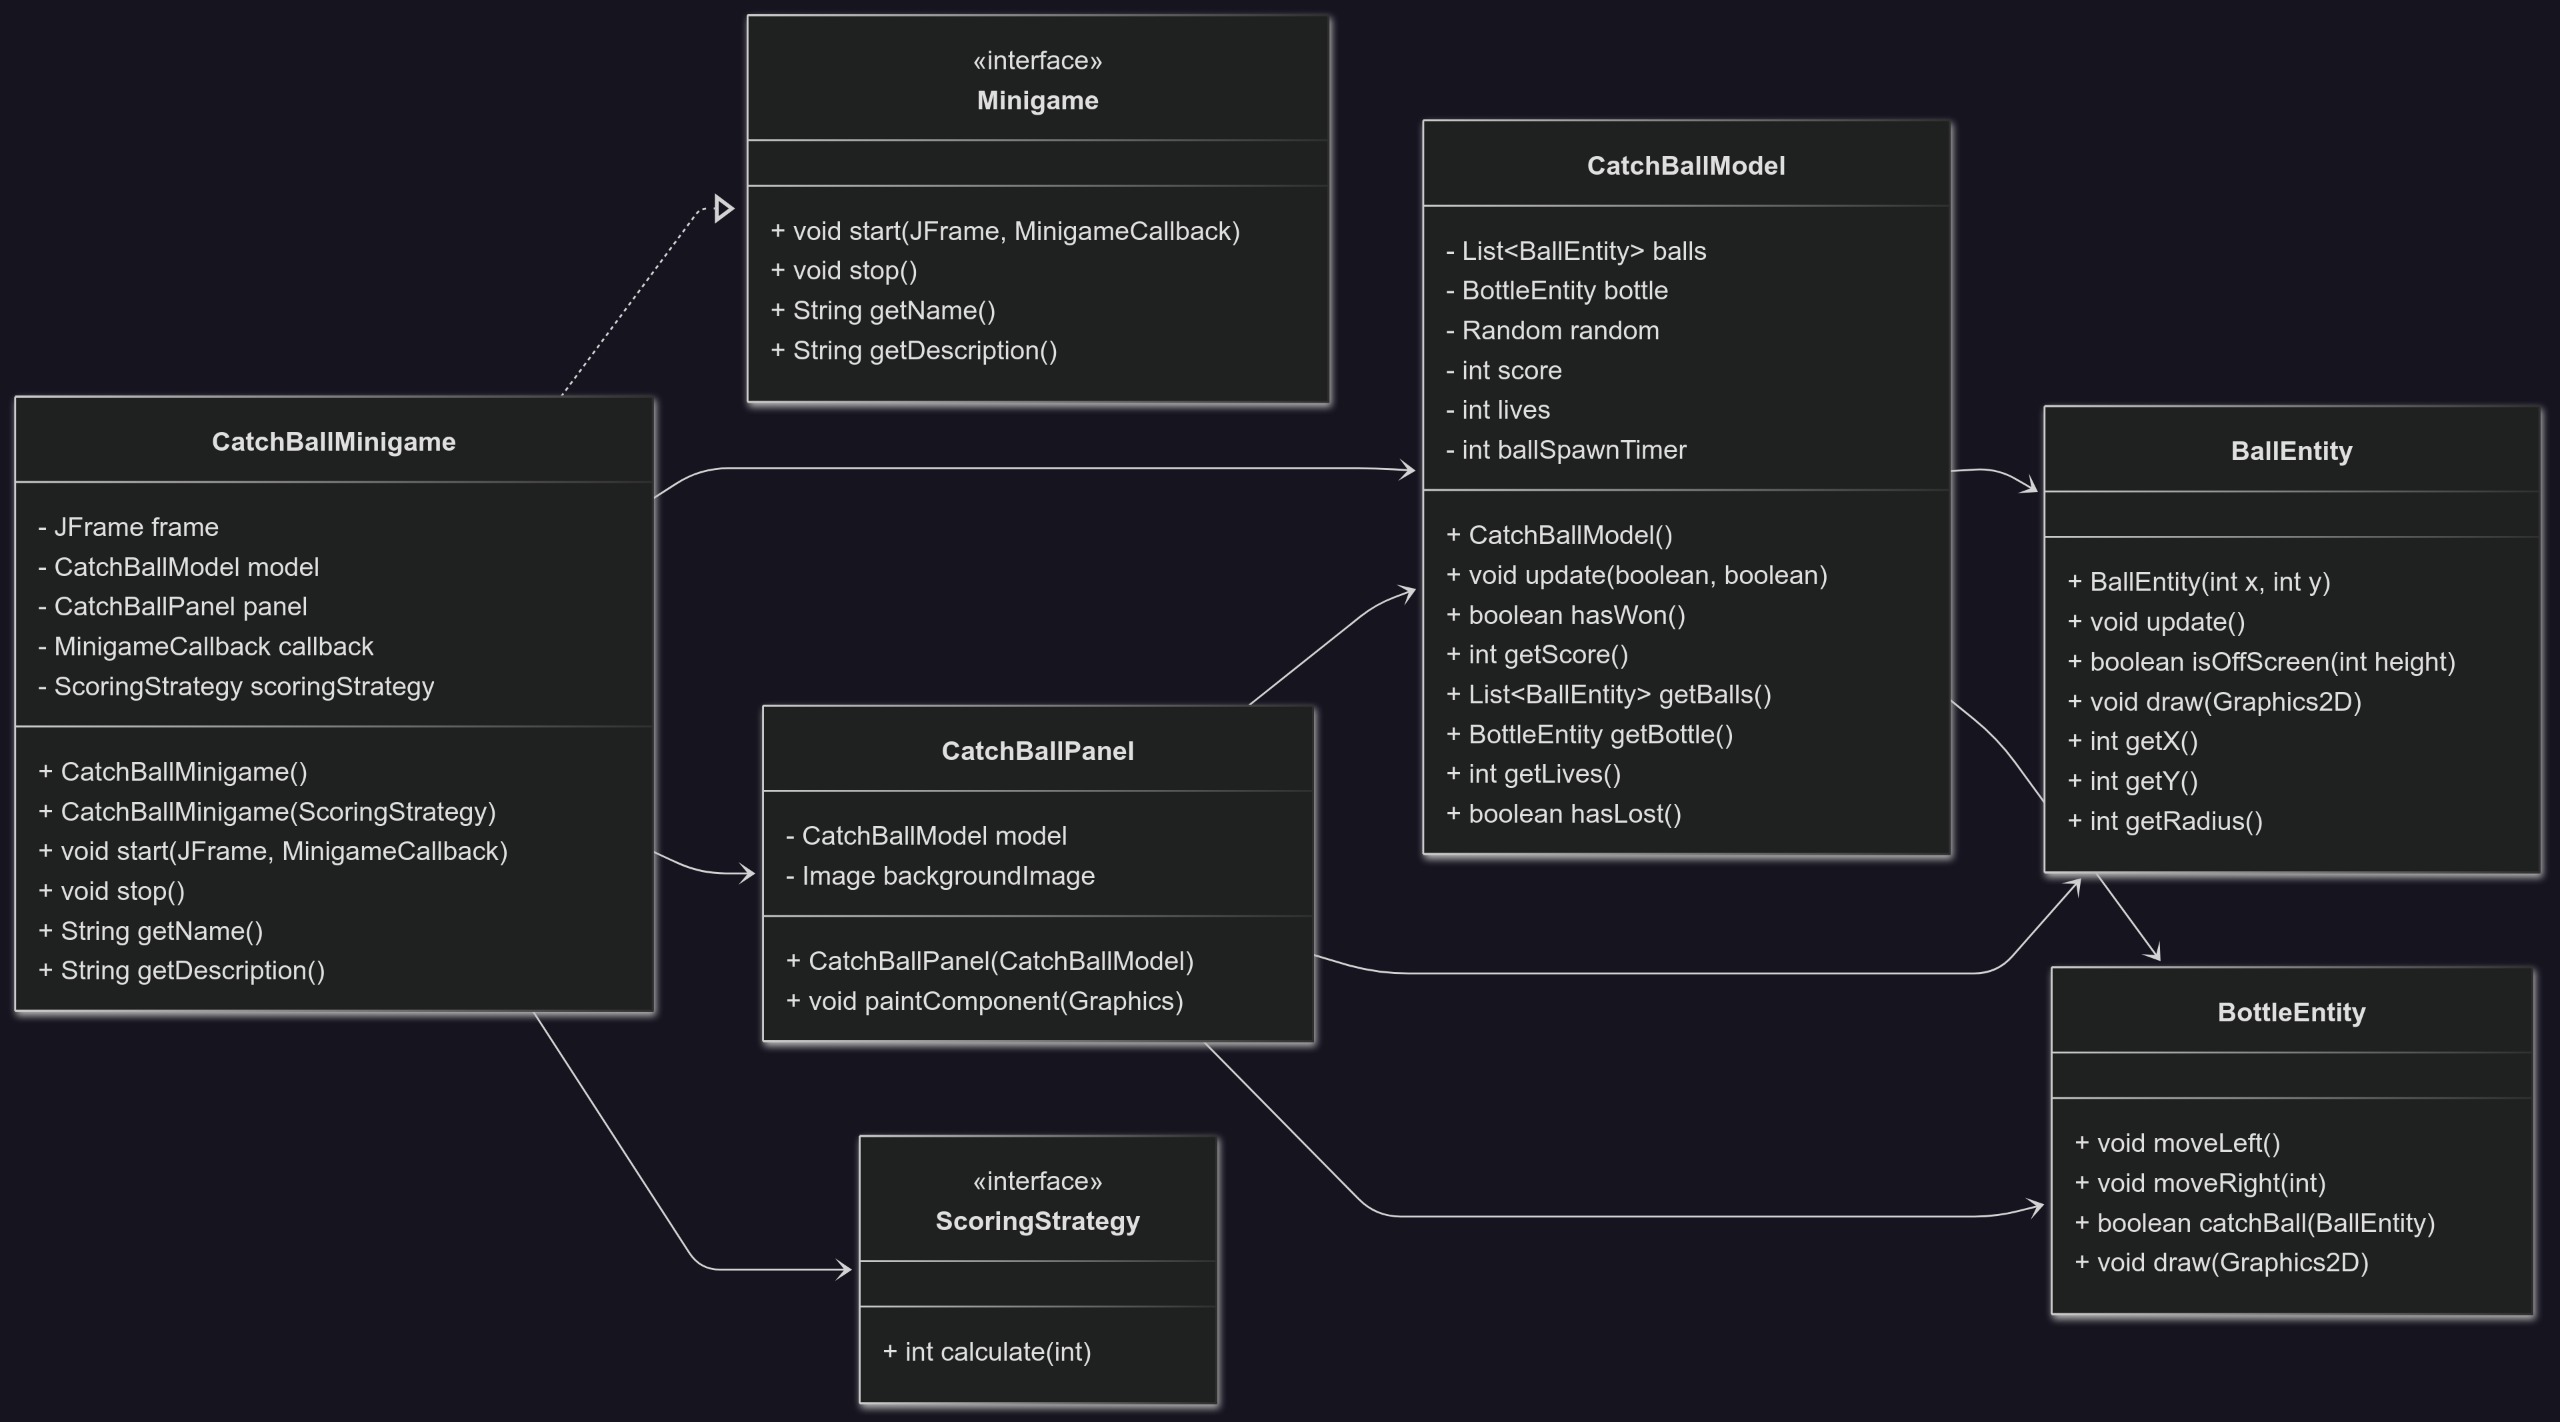 «interface»
Minigame
+ void start(JFrame, MinigameCallback)
+ void stop()
+ String getName()
+ String getDescription()
CatchBallModel
- List<BallEntity> balls
- BottleEntity bottle
- Random random
- int score
- int lives
- int ballSpawnTimer
+ CatchBallModel()
+ void update(boolean, boolean)
+ boolean hasWon()
+ int getScore()
+ List<BallEntity> getBalls()
+ BottleEntity getBottle()
+ int getLives()
+ boolean hasLost()
CatchBallMinigame
- JFrame frame
- CatchBallModel model
- CatchBallPanel panel
- MinigameCallback callback
- ScoringStrategy scoringStrategy
+ CatchBallMinigame()
+ CatchBallMinigame(ScoringStrategy)
+ void start(JFrame, MinigameCallback)
+ void stop()
+ String getName()
+ String getDescription()
BallEntity
+ BallEntity(int x, int y)
+ void update()
+ boolean isOffScreen(int height)
+ void draw(Graphics2D)
+ int getX()
+ int getY()
+ int getRadius()
CatchBallPanel
- CatchBallModel model
- Image backgroundImage
+ CatchBallPanel(CatchBallModel)
+ void paintComponent(Graphics)
BottleEntity
+ void moveLeft()
+ void moveRight(int)
+ boolean catchBall(BallEntity)
+ void draw(Graphics2D)
«interface»
ScoringStrategy
+ int calculate(int)